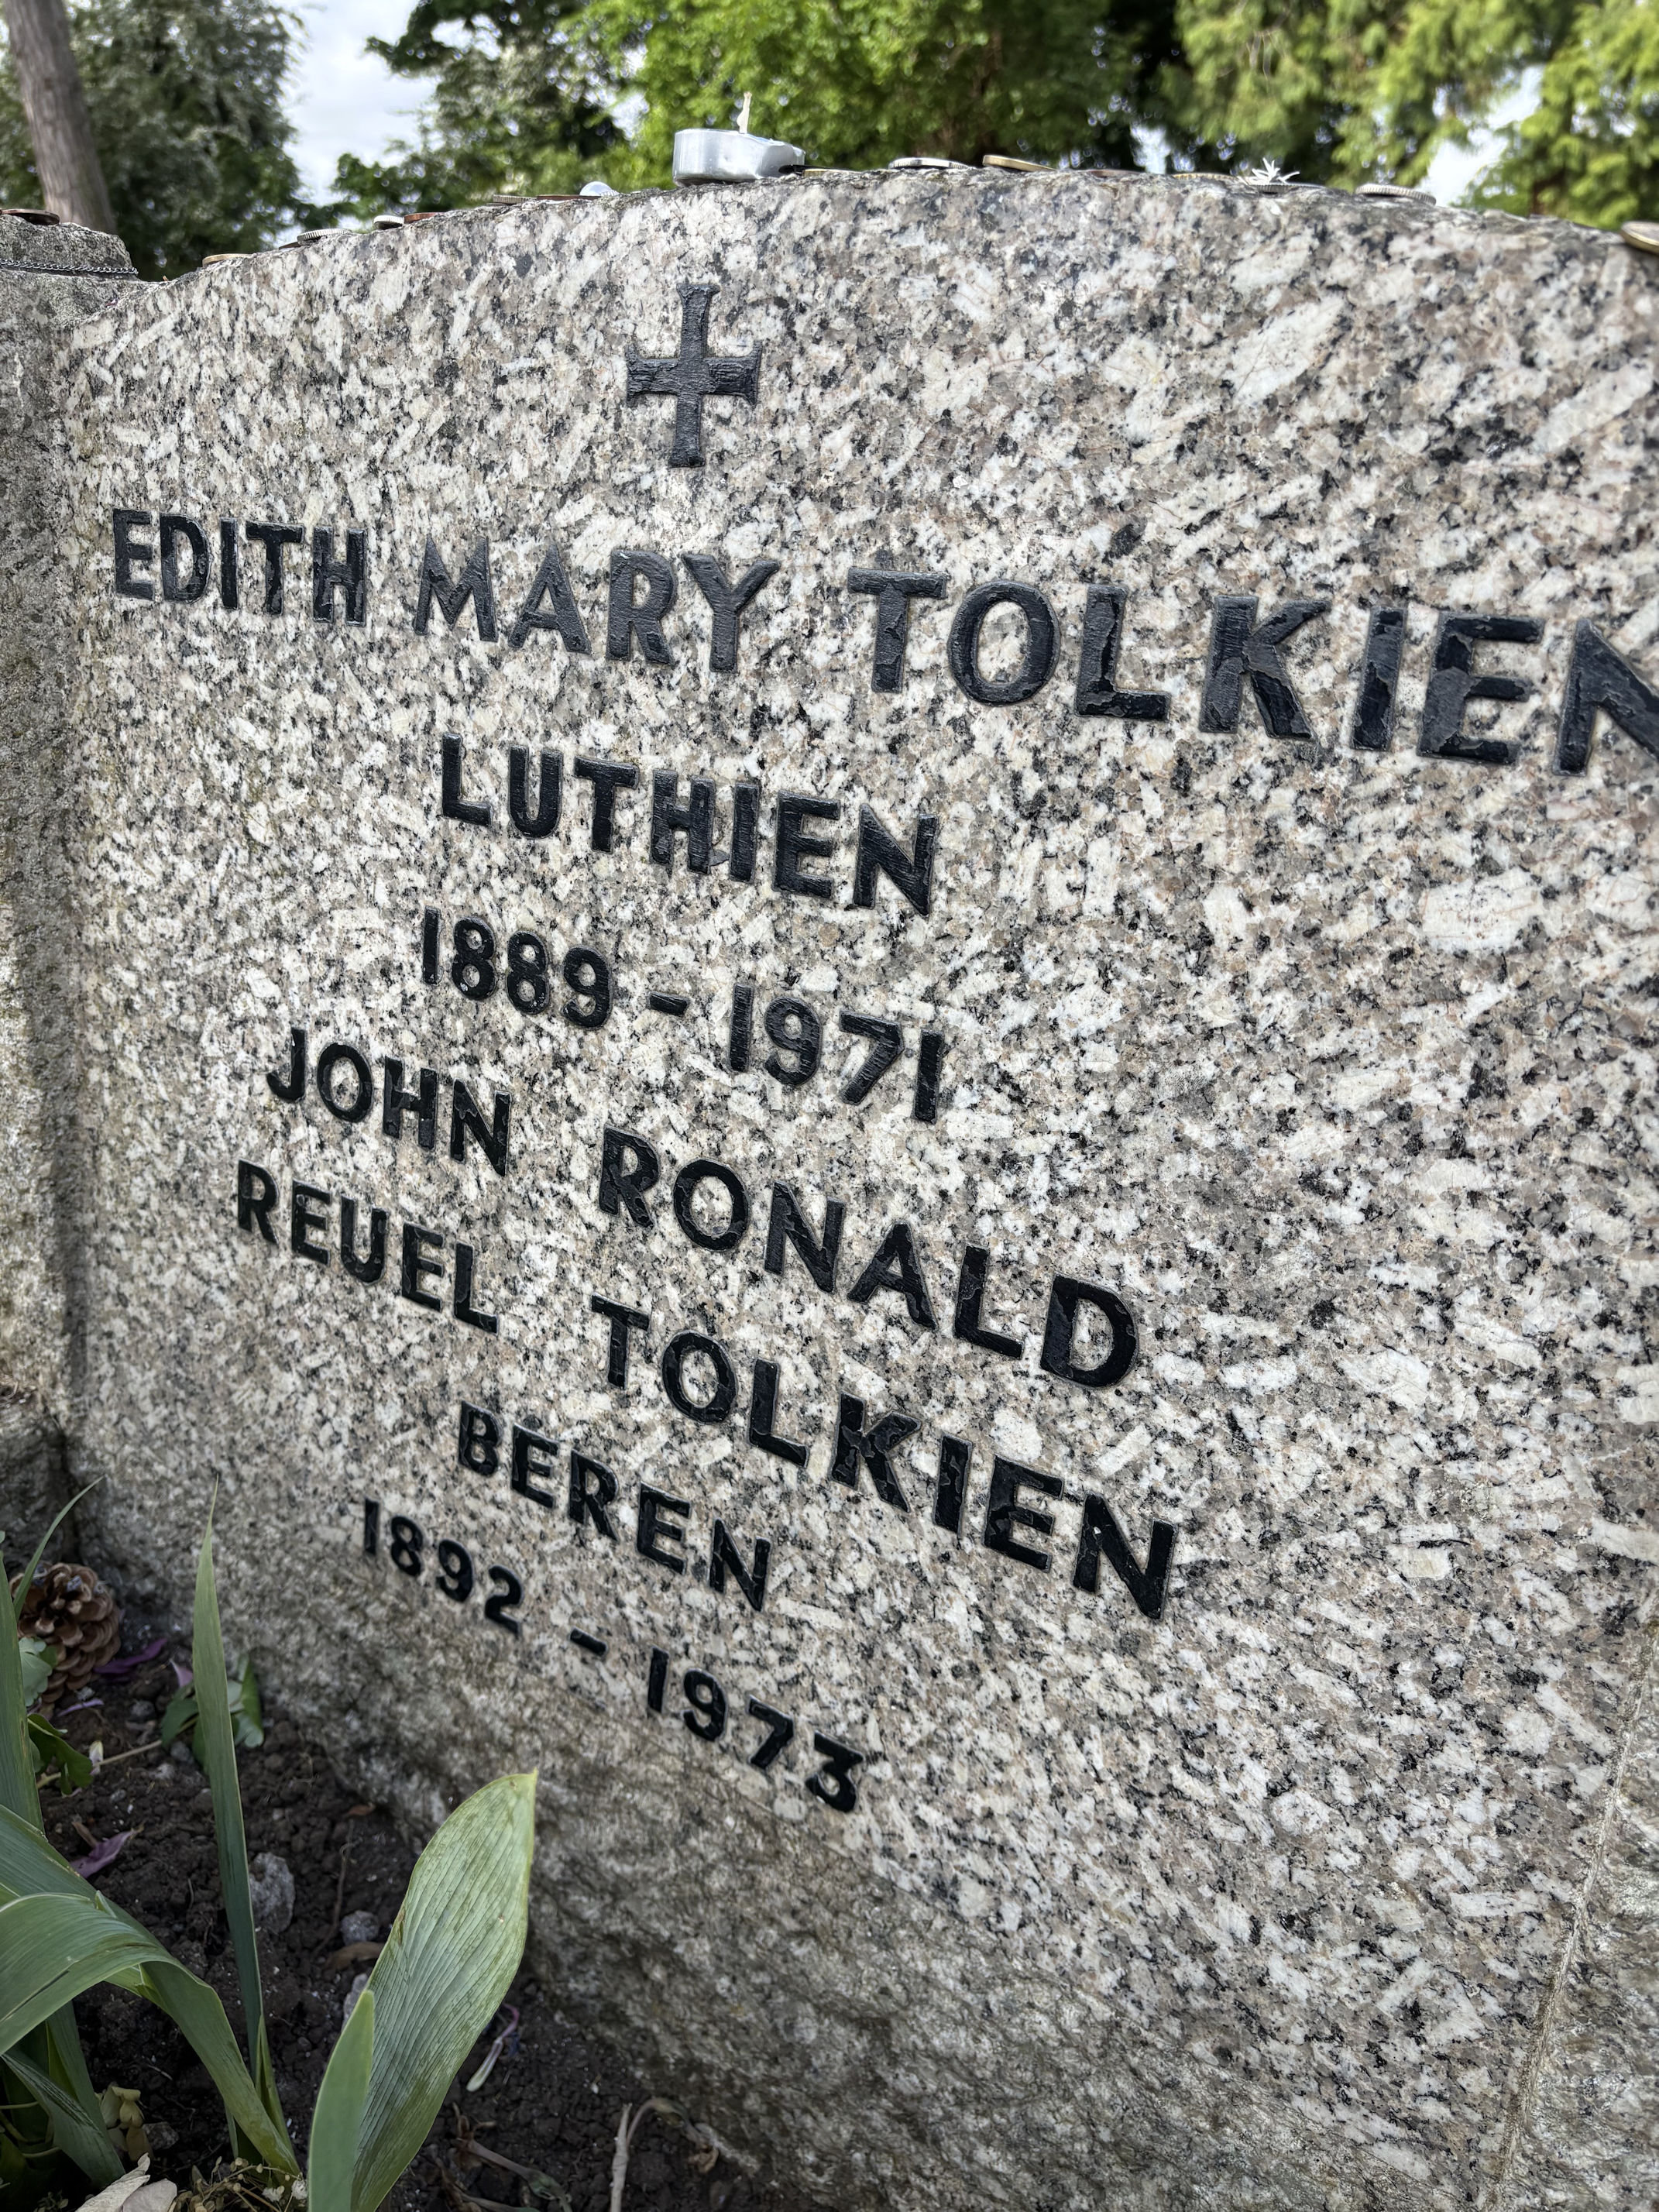 EDITH MARY TOLKIEN
LUTHIEN
1889 – 1971
JOHN RONALD
REUEL TOLKIEN
BEREN
1892 – 1973